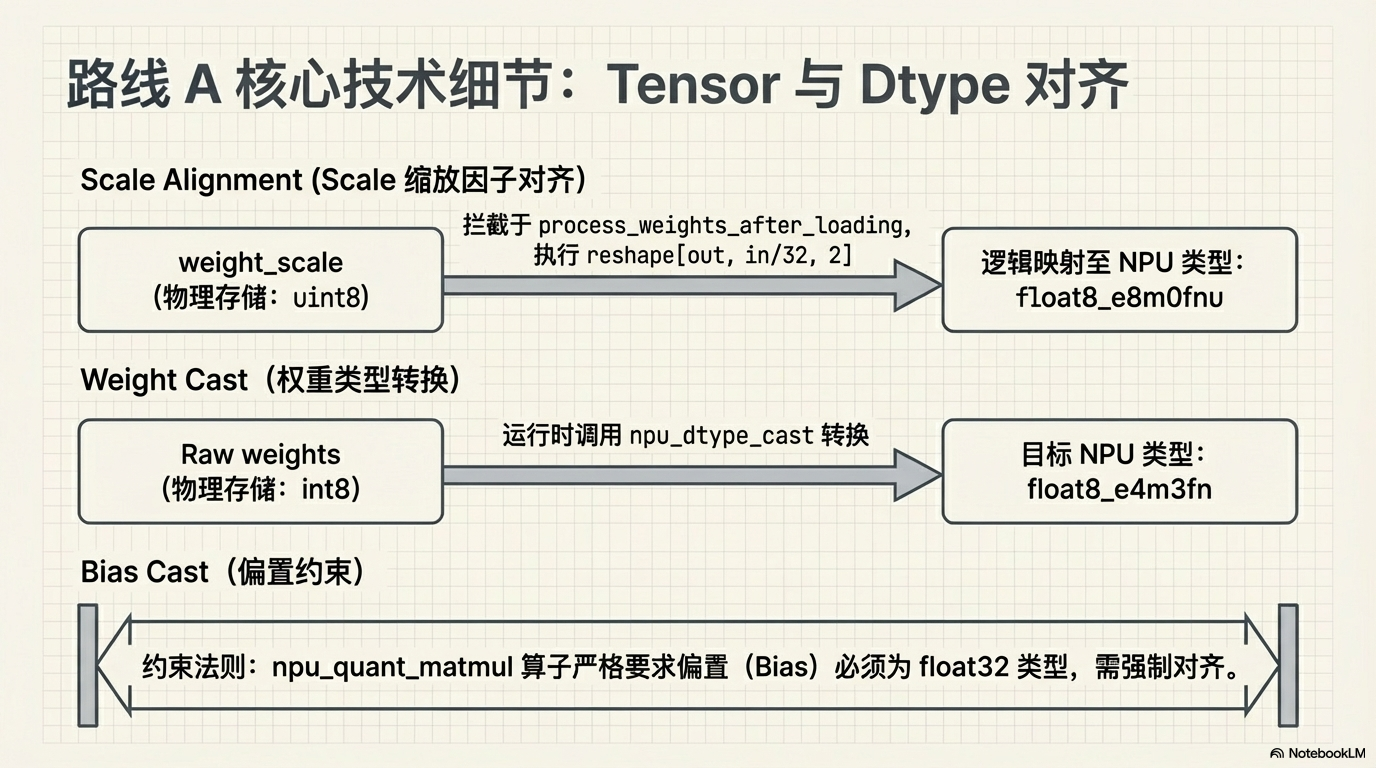 路线 A 核心技术细节：Tensor 与 Dtype 对齐
Scale Alignment (Scale 缩放因子对齐)
拦截于 process_weights_after_loading,
执行 reshape[out, in/32, 2]
weight_scale
(物理存储：uint8)
逻辑映射至 NPU 类型：
float8_e8m0fnu
Weight Cast（权重类型转换）
运行时调用 npu_dtype_cast 转换
Raw weights
(物理存储：int8)
目标 NPU 类型：
float8_e4m3fn
Bias Cast（偏置约束）
约束法则：npu_quant_matmul 算子严格要求偏置（Bias）必须为 float32 类型，需强制对齐。
NotebookLM